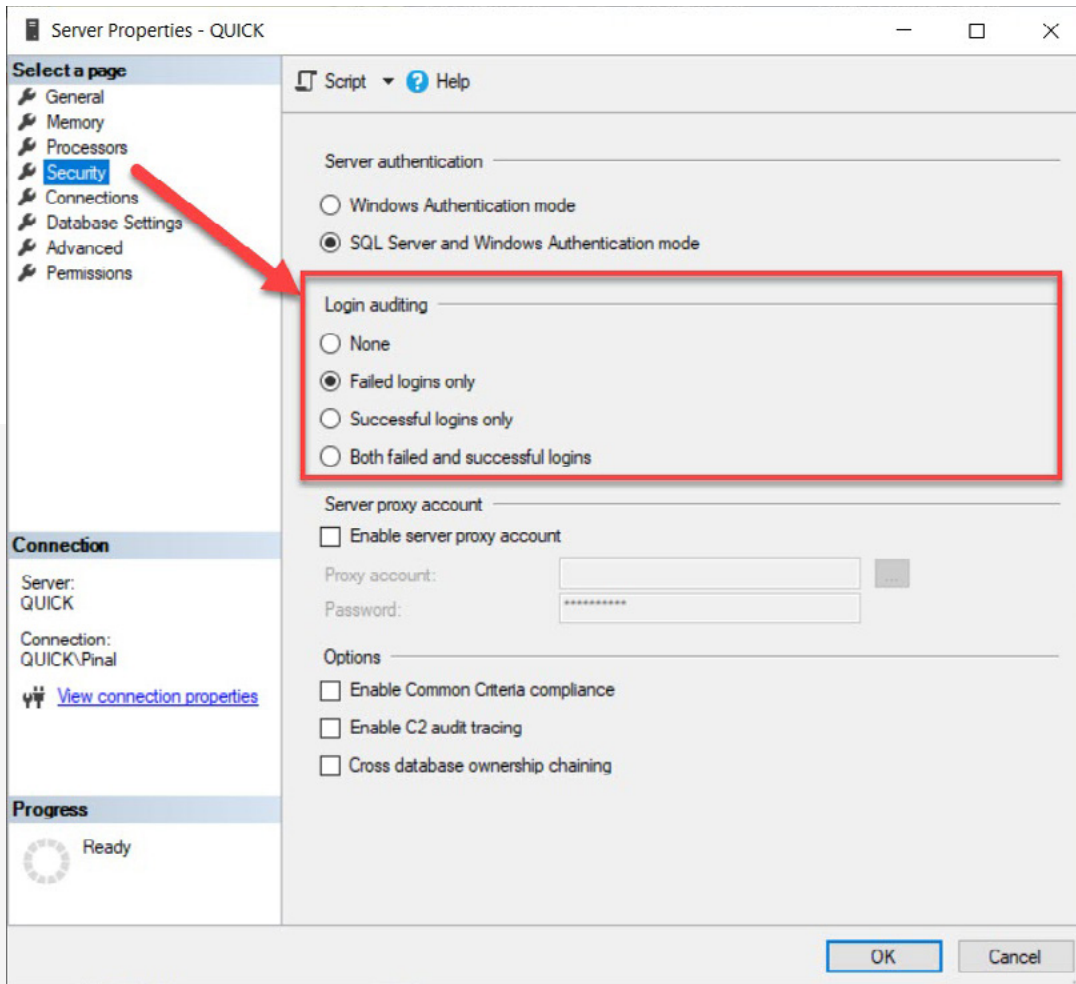 Server Properties - QUICK
Select a page
General
Memory
Processors
Security
Connections
Database Settings
Advanced
Permissions
Script
Help
Server authentication
Windows Authentication mode
SQL Server and Windows Authentication mode
Login auditing
None
Failed logins only
Successful logins only
Both failed and successful logins
Server proxy account
Enable server proxy account
Proxy account:
...
Password:
**********
Options
Enable Common Criteria compliance
Enable C2 audit tracing
Cross database ownership chaining
Connection
Server:
QUICK
Connection:
QUICK\Pinal
View connection properties
Progress
Ready
OK
Cancel